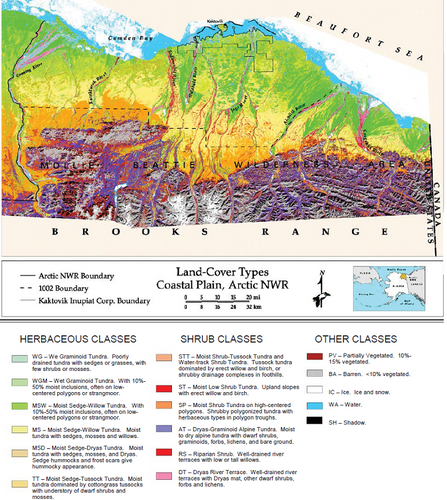 BEAUFORT SEA
Kaktovik
Camden Bay
MOLLIE BEATTIE WILDERNESS AREA
CANADA
BROOKS RANGE
Arctic NWR Boundary
1002 Boundary
Kaktovik Inupiat Corp. Boundary
Land-Cover Types
Coastal Plain, Arctic NWR
0 5 10 15 20 mi
0 8 16 24 32 km
N
HERBACEOUS CLASSES
WG – Wet Graminoid Tundra. Poorly
drained tundra with sedges or grasses, with
few shrubs or mosses.
WGM – Wet Graminoid Tundra. With 10%-
50% moist inclusions, often on low-
centered polygons or strangmoor.
MSW – Moist Sedge-Willow Tundra. With
10%-50% moist inclusions, often on low-
centered polygons or strangmoor.
MS – Moist Sedge-Willow Tundra. Moist
tundra with sedges, mosses and willows.
MSD – Moist Sedge-Dryas Tundra. Moist
tundra with sedges, mosses, and Dryas.
Sedge hummocks and frost scars give
hummocky appearance.
TT – Moist Sedge-Tussock Tundra. Moist
tundra dominated by cottongrass tussocks
with understory of dwarf shrubs and
mosses.
SHRUB CLASSES
STT – Moist Shrub-Tussock Tundra and
Water-track Shrub Tundra. Tussock tundra
dominated by erect willow and birch, or
shrubby drainage complexes in foothills.
ST – Moist Low Shrub Tundra. Upland slopes
with erest willow and birch.
SP – Moist Shrub Tundra on high-centered
polygons. Shrubby polygonized tundra with
herbaceous types in polygon troughs.
AT – Dryas-Graminoid Alpine Tundra. Moist
to dry alpine tundra with dwarf shrubs,
graminoids, forbs, lichens, and bare ground.
RS – Riparian Shrub. Well-drained river
terraces with low or tall willows.
DT – Dryas River Terrace. Well-drained river
terraces with Dryas mat, other dwarf shrubs,
forbs and lichens.
OTHER CLASSES
PV – Partially Vegetated. 10%-
15% vegetated.
BA – Barren. <10% vegetated.
IC – Ice. Ice and snow.
WA – Water.
SH – Shadow.